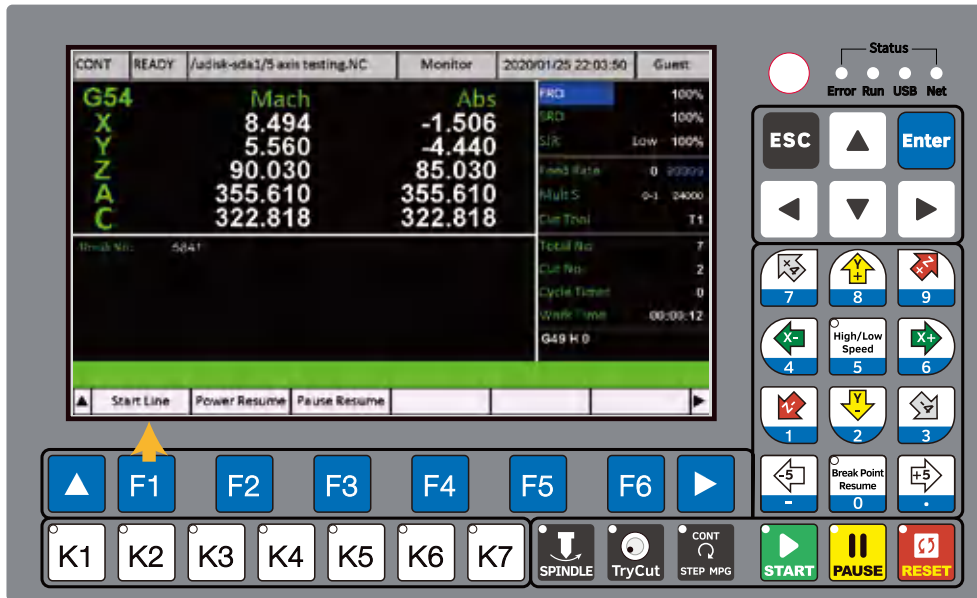 CONT READY /udisk-sda1/5 axis testing.NC Monitor 2020/01/25 22:03:50 Guest
G54 Mach Abs
X 8.494 -1.506
Y 5.560 -4.440
Z 90.030 85.030
A 355.610 355.610
C 322.818 322.818
FRO 100%
SRO 100%
SJR Low 100%
Feed Rate 0
Mult S 0-1 24000
Cur Tool T1
Break No: 5841
Total No 7
Cut No 2
Cycle Times 0
Work Time 00:00:12
G49 H 0
▲ Start Line Power Resume Pause Resume ▶
Status
Error Run USB Net
ESC ▲ Enter
◀ ▼ ▶
7
Y+ 8
9
X- 4
High/Low Speed 5
X+ 6
1
Y- 2
3
-5 -
Break Point Resume 0
+5 .
▲ F1 F2 F3 F4 F5 F6 ▶
K1 K2 K3 K4 K5 K6 K7
SPINDLE
TryCut
CONT
STEP MPG
START
PAUSE
RESET